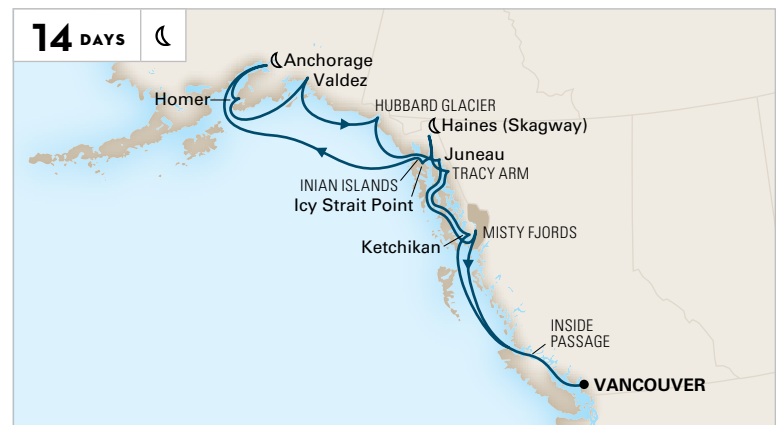 14 DAYS
Anchorage
Valdez
Homer
HUBBARD GLACIER
Haines (Skagway)
Juneau
TRACY ARM
INIAN ISLANDS
Icy Strait Point
MISTY FJORDS
Ketchikan
INSIDE
PASSAGE
VANCOUVER